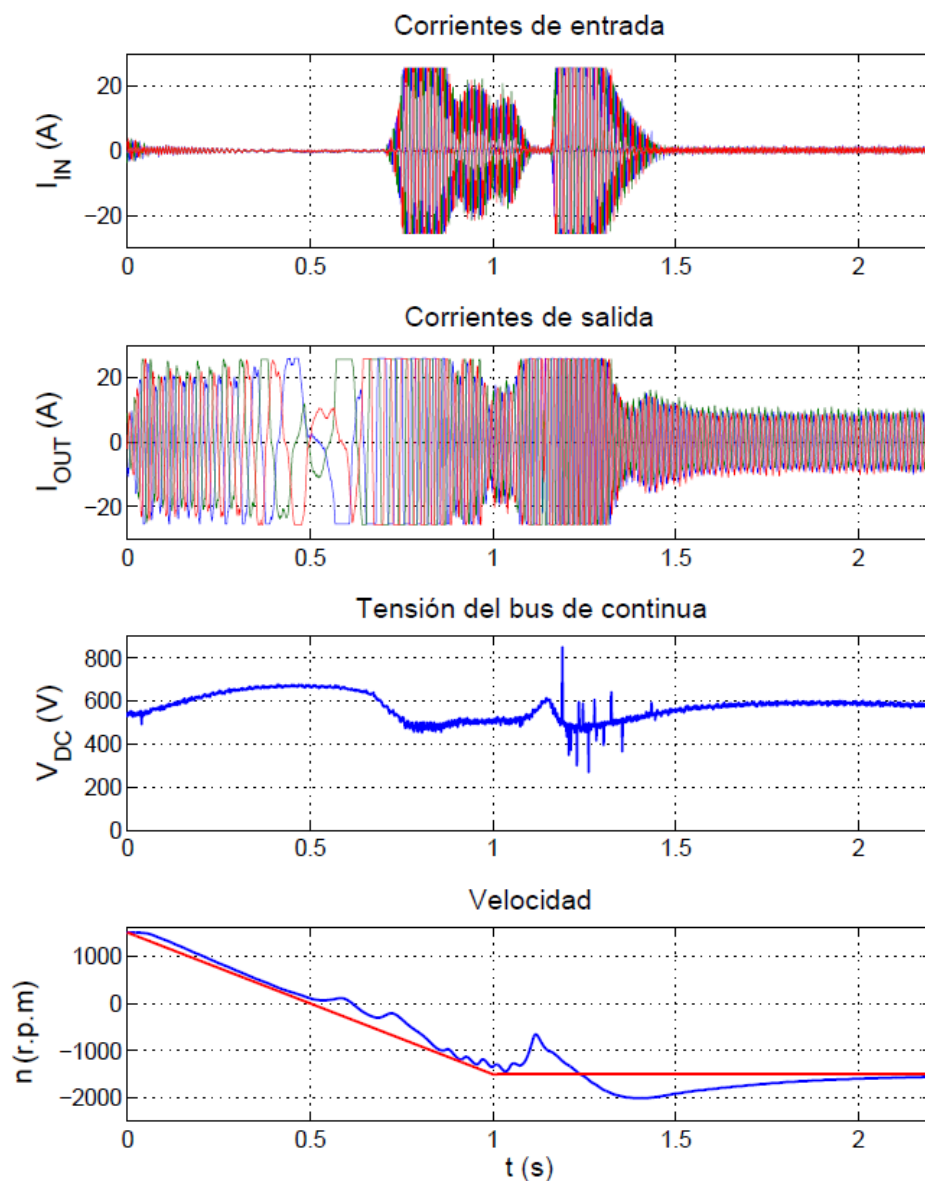 Corrientes de entrada
I_IN (A)
20
0
−20
0 0.5 1 1.5 2
Corrientes de salida
I_OUT (A)
20
0
−20
0 0.5 1 1.5 2
Tensión del bus de continua
V_DC (V)
800
600
400
200
0
0 0.5 1 1.5 2
Velocidad
n (r.p.m)
1000
0
−1000
−2000
0 0.5 1 1.5 2
t (s)